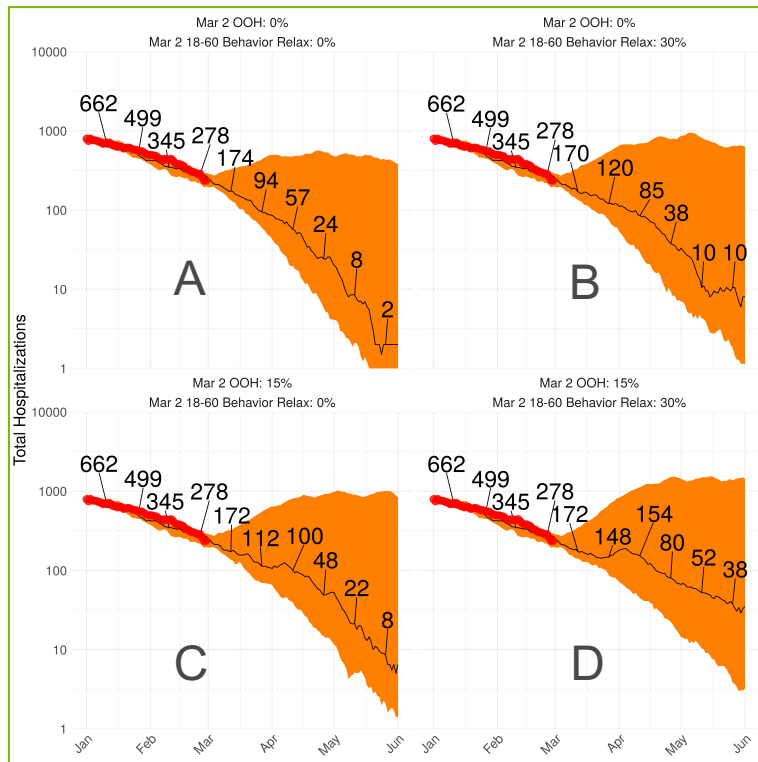 Mar 2 OOH: 0%
Mar 2 18-60 Behavior Relax: 0%
Mar 2 OOH: 0%
Mar 2 18-60 Behavior Relax: 30%
10000
1000
100
10
1
662
499
345
278
174
94
57
24
8
2
A
662
499
345
278
170
120
85
38
10
10
B
Total Hospitalizations
Mar 2 OOH: 15%
Mar 2 18-60 Behavior Relax: 0%
Mar 2 OOH: 15%
Mar 2 18-60 Behavior Relax: 30%
10000
1000
100
10
1
662
499
345
278
172
112
100
48
22
8
C
662
499
345
278
172
148
154
80
52
38
D
Jan
Feb
Mar
Apr
May
Jun
Jan
Feb
Mar
Apr
May
Jun